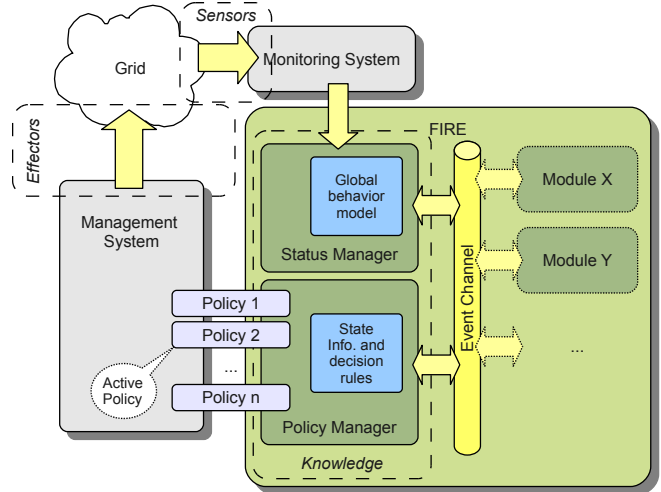 Sensors
Grid
Monitoring System
Effectors
FIRE
Global
behavior
model
Status Manager
Module X
Management
System
Module Y
Event Channel
Policy 1
Policy 2
...
Policy n
Active
Policy
State
Info. and
decision
rules
Policy Manager
...
Knowledge